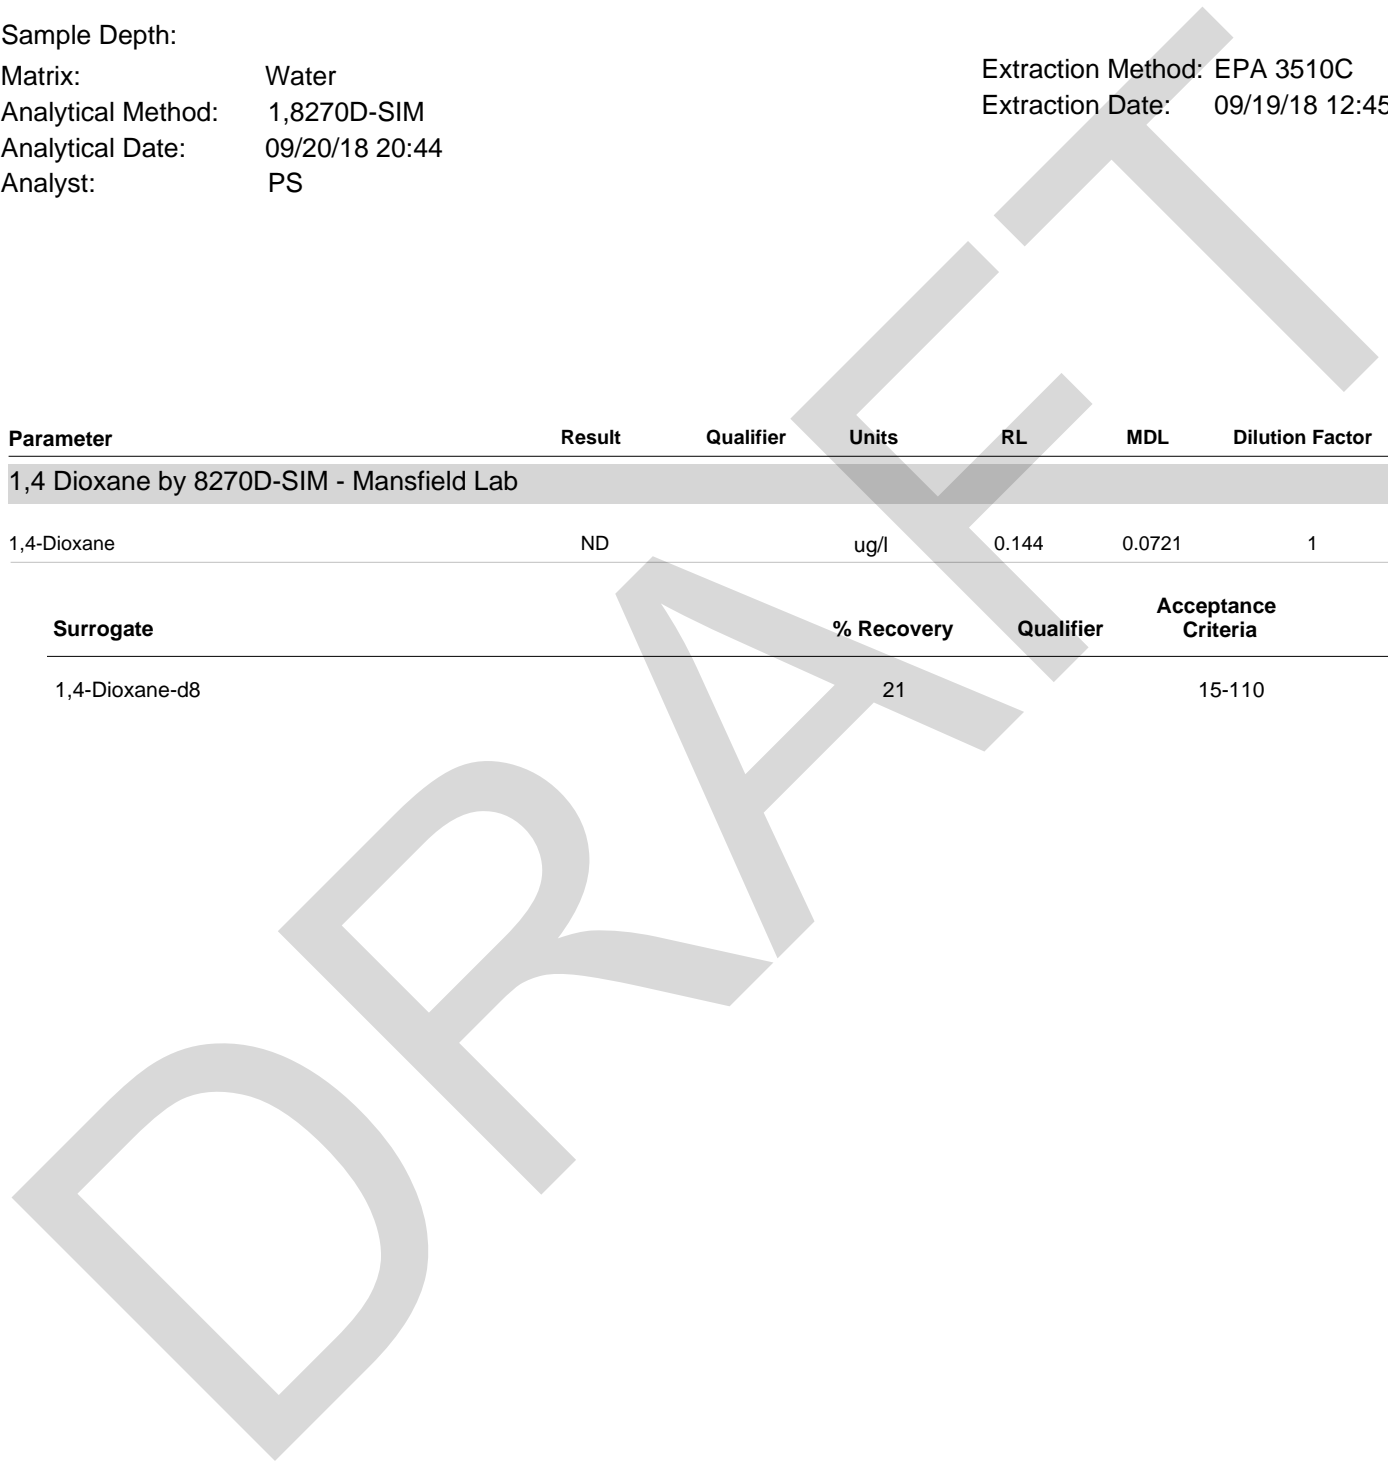 Sample Depth:
Matrix: Water
Extraction Method: EPA 3510C
Analytical Method: 1,8270D-SIM
Extraction Date: 09/19/18 12:45
Analytical Date: 09/20/18 20:44
Analyst: PS
Parameter Result Qualifier Units RL MDL Dilution Factor
1,4 Dioxane by 8270D-SIM - Mansfield Lab
1,4-Dioxane ND ug/l 0.144 0.0721 1
Surrogate % Recovery Qualifier Acceptance
Criteria
1,4-Dioxane-d8 21 15-110
DRAFT